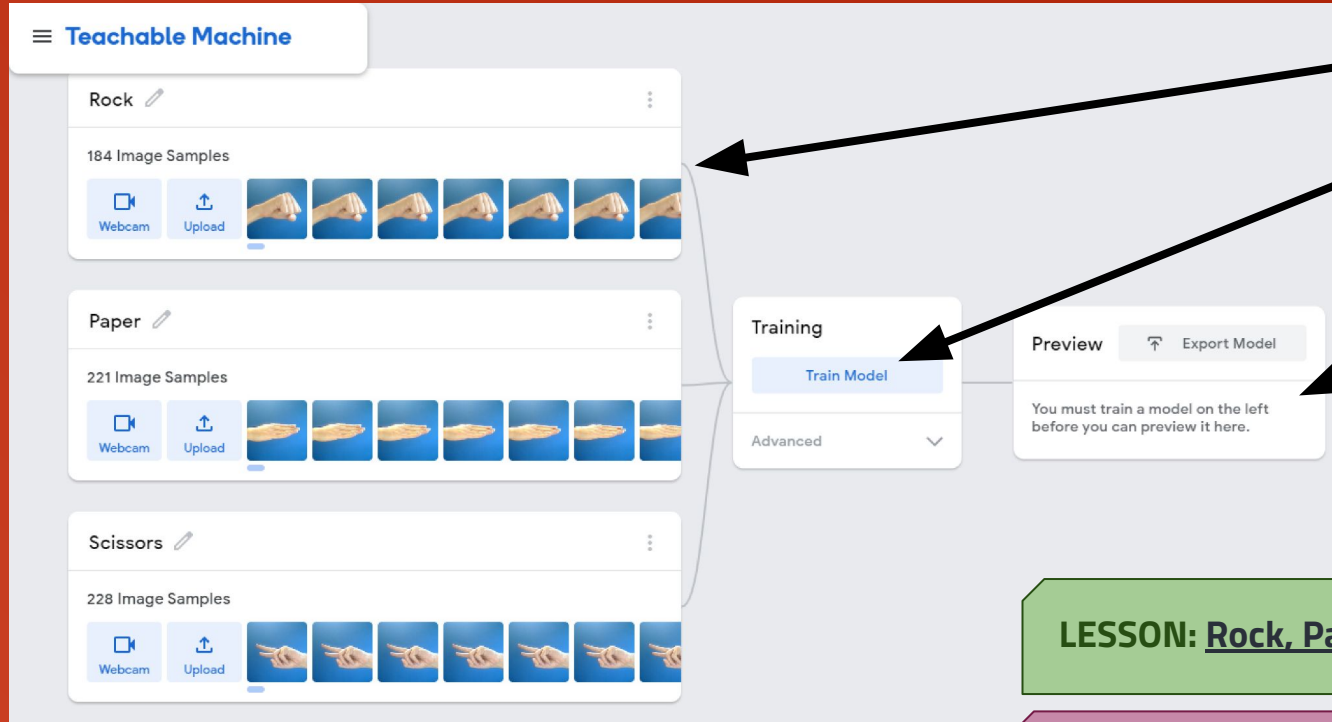 Teachable Machine
Rock
184 Image Samples
Webcam
Upload
Paper
221 Image Samples
Webcam
Upload
Scissors
228 Image Samples
Webcam
Upload
Training
Train Model
Advanced
Preview
Export Model
You must train a model on the left
before you can preview it here.
LESSON: Rock, Pa